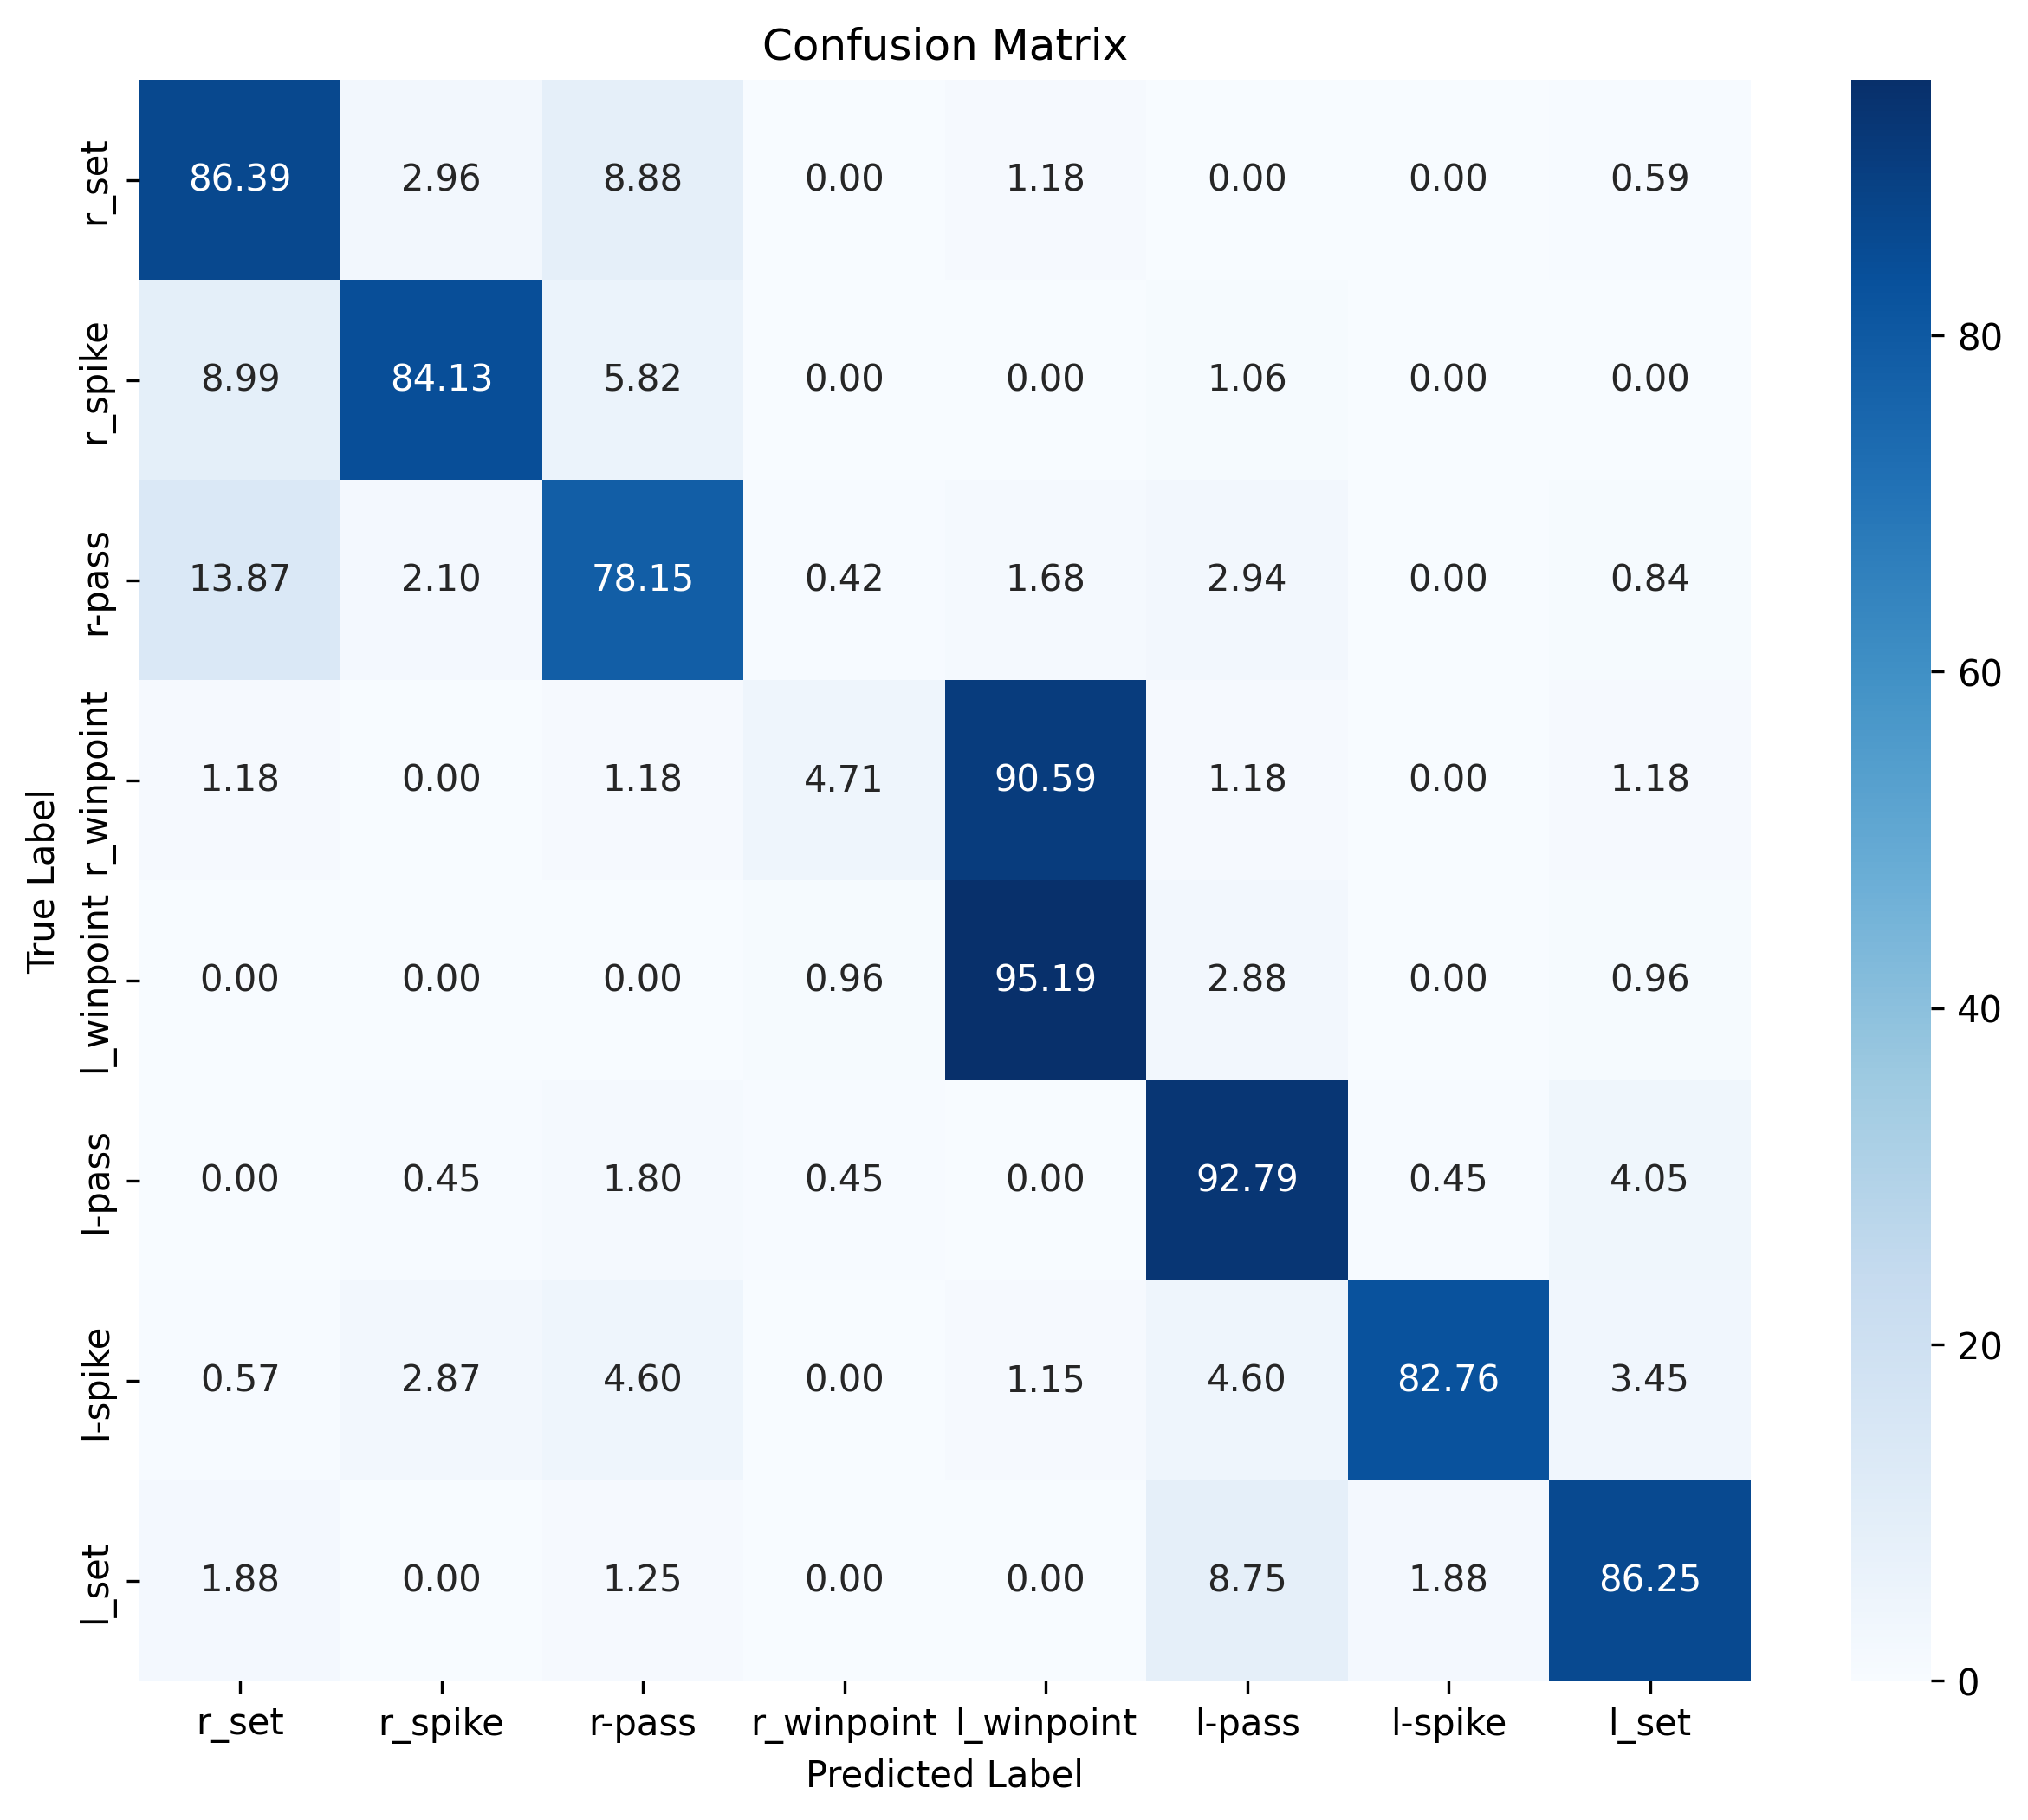 Confusion Matrix
r_set 86.39 2.96 8.88 0.00 1.18 0.00 0.00 0.59
r_spike 8.99 84.13 5.82 0.00 0.00 1.06 0.00 0.00
r-pass 13.87 2.10 78.15 0.42 1.68 2.94 0.00 0.84
r_winpoint 1.18 0.00 1.18 4.71 90.59 1.18 0.00 1.18
l_winpoint 0.00 0.00 0.00 0.96 95.19 2.88 0.00 0.96
l-pass 0.00 0.45 1.80 0.45 0.00 92.79 0.45 4.05
l-spike 0.57 2.87 4.60 0.00 1.15 4.60 82.76 3.45
l_set 1.88 0.00 1.25 0.00 0.00 8.75 1.88 86.25
r_set r_spike r-pass r_winpoint l_winpoint l-pass l-spike l_set
Predicted Label
True Label
80
60
40
20
0